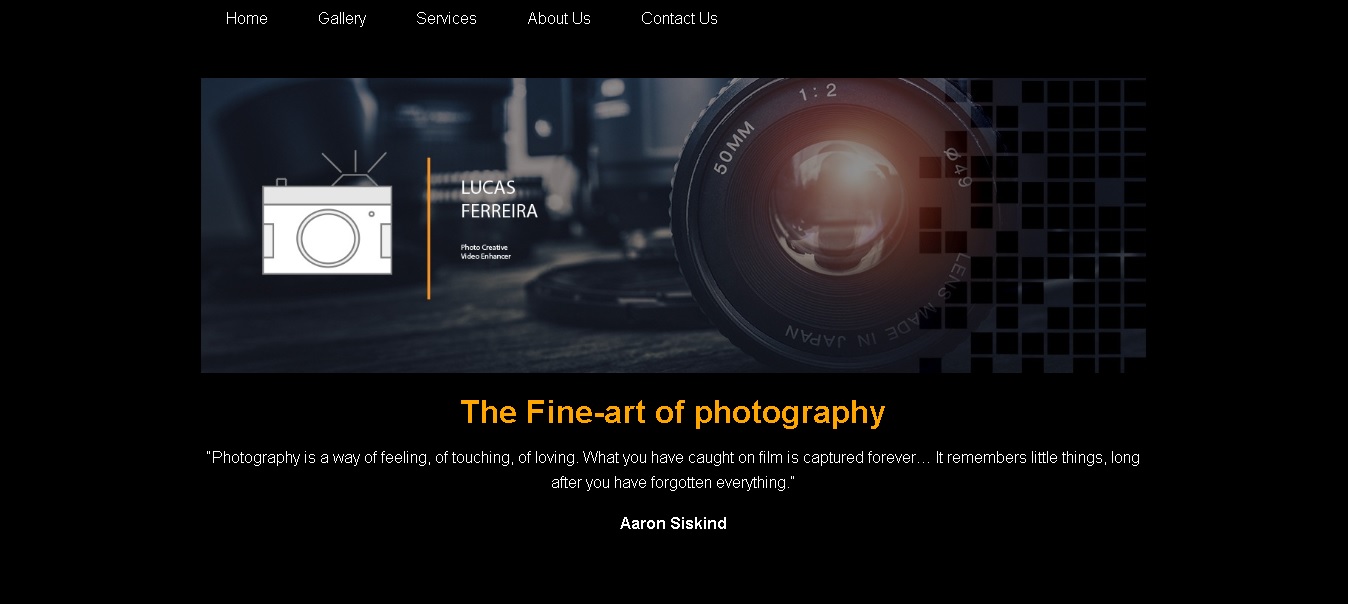 Home Gallery Services About Us Contact Us
1:2
50MM
ø 49
LENS MADE IN JAPAN
LUCAS
FERREIRA
Photo Creative
Video Enhancer
The Fine-art of photography
“Photography is a way of feeling, of touching, of loving. What you have caught on film is captured forever… It remembers little things, long
after you have forgotten everything.”
Aaron Siskind